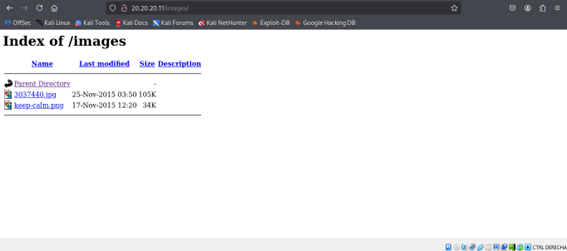 20.20.20.11/images/
OffSec Kali Linux Kali Tools Kali Docs Kali Forums Kali NetHunter Exploit-DB Google Hacking DB
Index of /images
Name Last modified Size Description
Parent Directory -
3037440.jpg 25-Nov-2015 03:50 105K
keep-calm.png 17-Nov-2015 12:20 34K
CTRL DERECHA